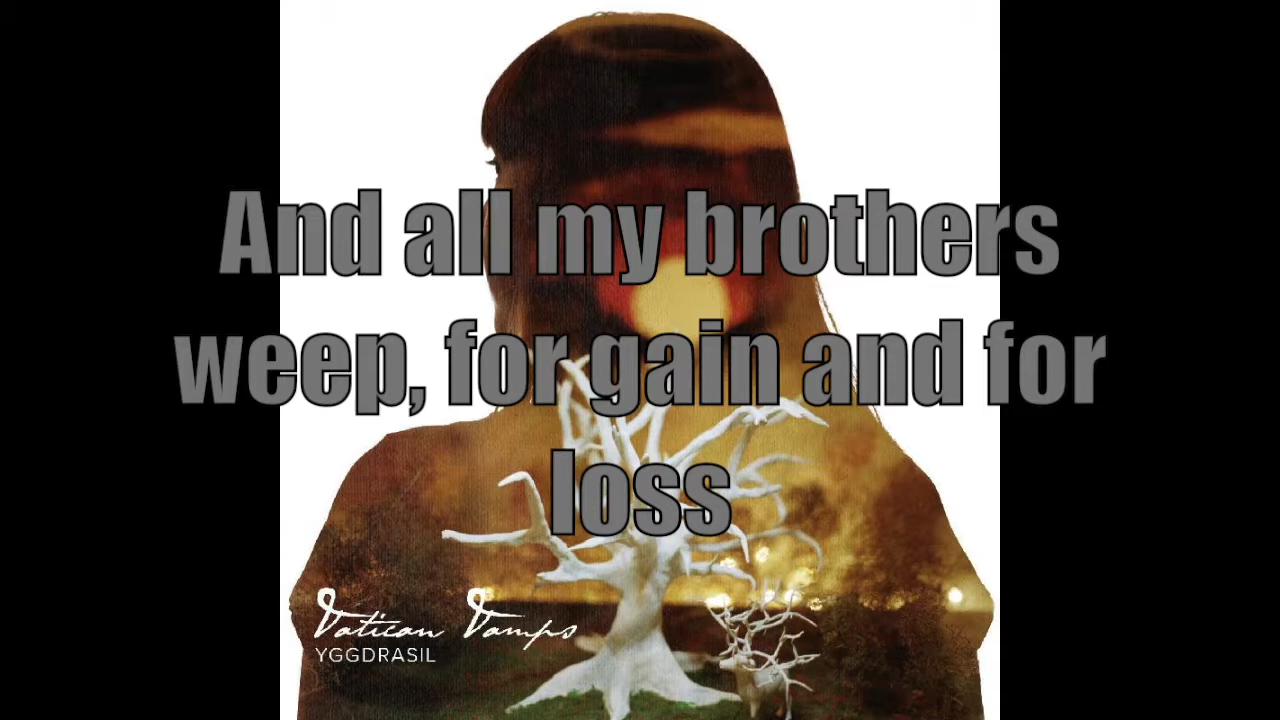 And all my brothers
weep, for gain and for
loss
Vatican Vamps
YGGDRASIL